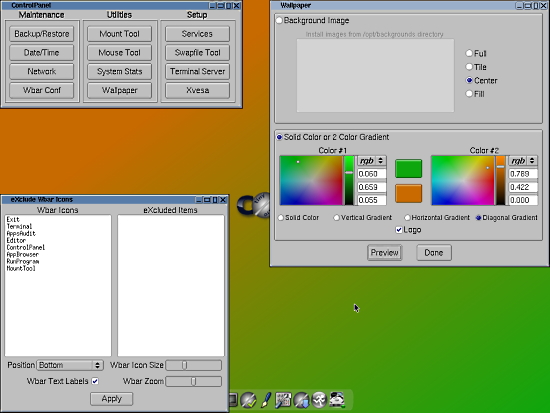 ControlPanel
Maintenance Utilities Setup
Backup/Restore Mount Tool Services
Date/Time Mouse Tool Swapfile Tool
Network System Stats Terminal Server
Wbar Conf Wallpaper Xvesa
Wallpaper
Background Image
Install images from /opt/backgrounds directory.
Full
Tile
Center
Fill
Solid Color or 2 Color Gradient
Color #1 Color #2
rgb rgb
0.060 0.789
0.659 0.422
0.055 0.000
Solid Color Vertical Gradient Horizontal Gradient Diagonal Gradient
Logo
Preview Done
eXclude Wbar Icons
Wbar Icons eXcluded Items
Exit
Terminal
AppsAudit
Editor
ControlPanel
AppBrowser
RunProgram
MountTool
Position Bottom Wbar Icon Size
Wbar Text Labels Wbar Zoom
Apply